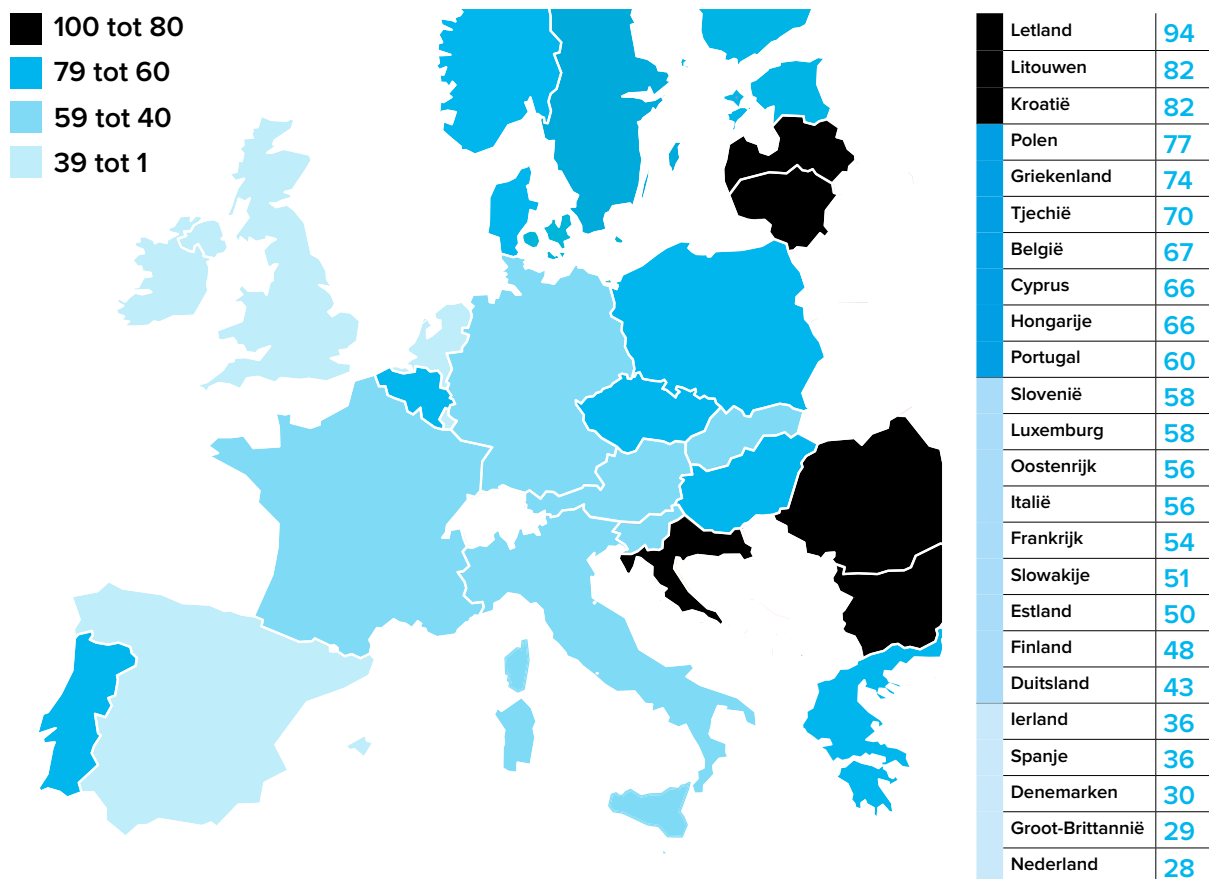 100 tot 80
79 tot 60
59 tot 40
39 tot 1
Letland 94
Litouwen 82
Kroatië 82
Polen 77
Griekenland 74
Tjechië 70
België 67
Cyprus 66
Hongarije 66
Portugal 60
Slovenië 58
Luxemburg 58
Oostenrijk 56
Italië 56
Frankrijk 54
Slowakije 51
Estland 50
Finland 48
Duitsland 43
Ierland 36
Spanje 36
Denemarken 30
Groot-Brittannië 29
Nederland 28